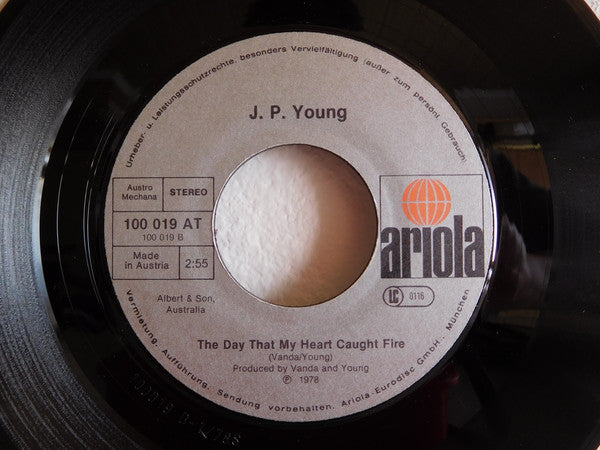 Urheber. u. Leistungsschutzrechte, besonders Vervielfältigung (außer zum persönl. Gebrauch)
J. P. Young
Austro
Mechana
STEREO
100 019 AT
100 019 B
Made
in Austria
2:55
ariola
LC 0116
Albert & Son,
Australia
The Day That My Heart Caught Fire
(Vanda/Young)
Produced by Vanda and Young
Ⓟ 1978
Vermietung, Aufführung, Sendung vorbehalten. Ariola-Eurodisc GmbH., München